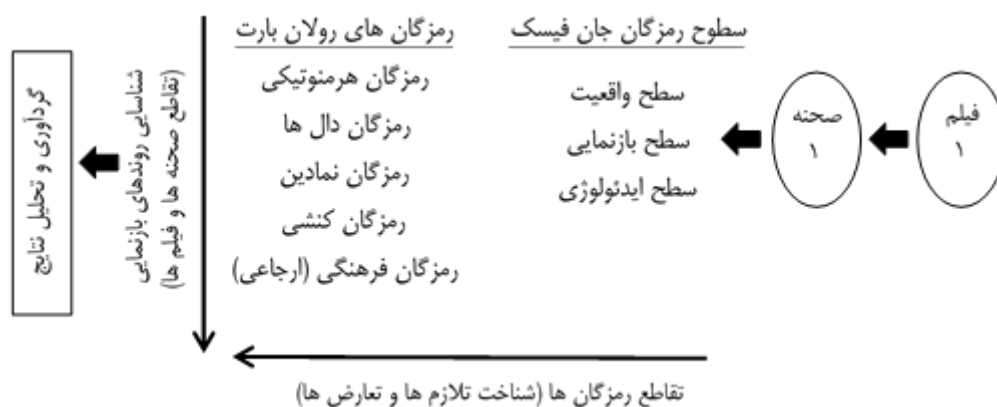 فیلم
۱
صحنه
۱
سطوح رمزگان جان فیسک
سطح واقعیت
سطح بازنمایی
سطح ایدئولوژی
رمزگان های رولان بارت
رمزگان هرمنوتیکی
رمزگان دال ها
رمزگان نمادین
رمزگان کنشی
رمزگان فرهنگی (ارجاعی)
شناسایی روندهای بازنمایی
(تقاطع صحنه ها و فیلم ها)
گردآوری و تحلیل نتایج
تقاطع رمزگان ها (شناخت تلازم ها و تعارض ها)